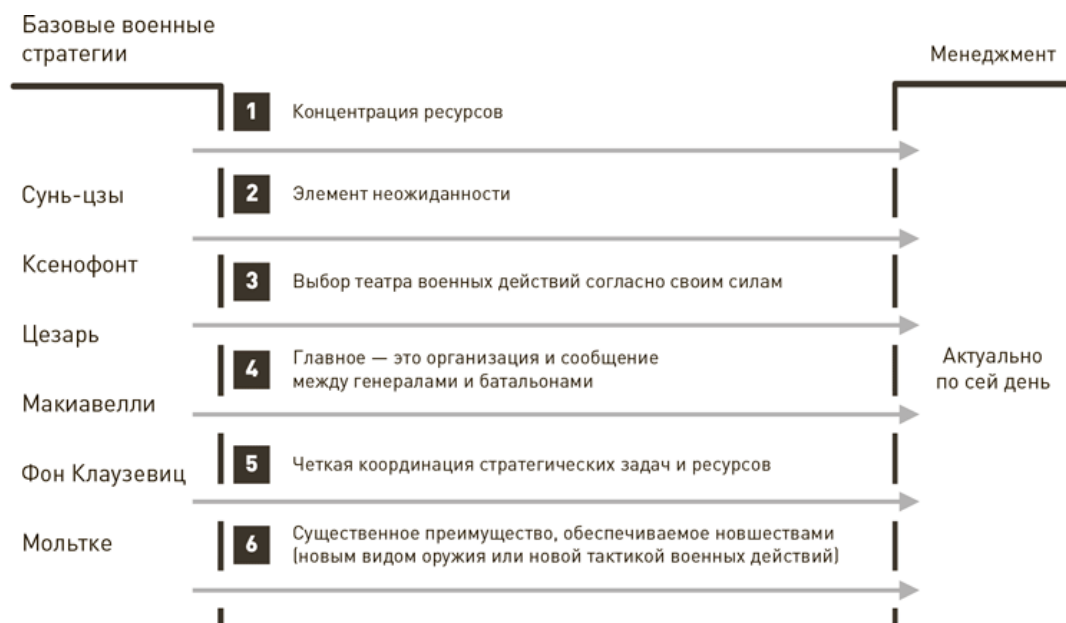 Базовые военные
стратегии
Менеджмент
1 Концентрация ресурсов
Сунь-цзы
2 Элемент неожиданности
Ксенофонт
3 Выбор театра военных действий согласно своим силам
Цезарь
4 Главное — это организация и сообщение
между генералами и батальонами
Актуально
по сей день
Макиавелли
Фон Клаузевиц
5 Четкая координация стратегических задач и ресурсов
Мольтке
6 Существенное преимущество, обеспечиваемое новшествами
(новым видом оружия или новой тактикой военных действий)